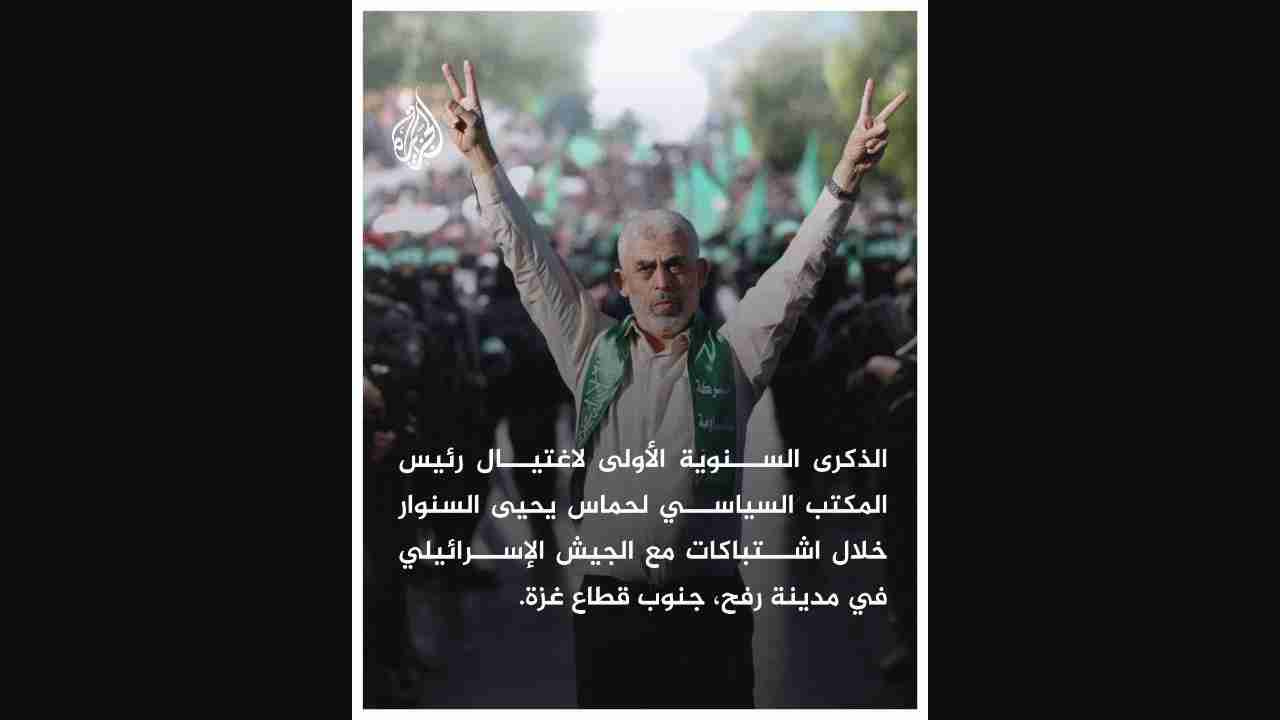 الجزيرة
الذكرى السنوية الأولى لاغتيال رئيس
المكتب السياسي لحماس يحيى السنوار
خلال اشتباكات مع الجيش الإسرائيلي
في مدينة رفح، جنوب قطاع غزة.